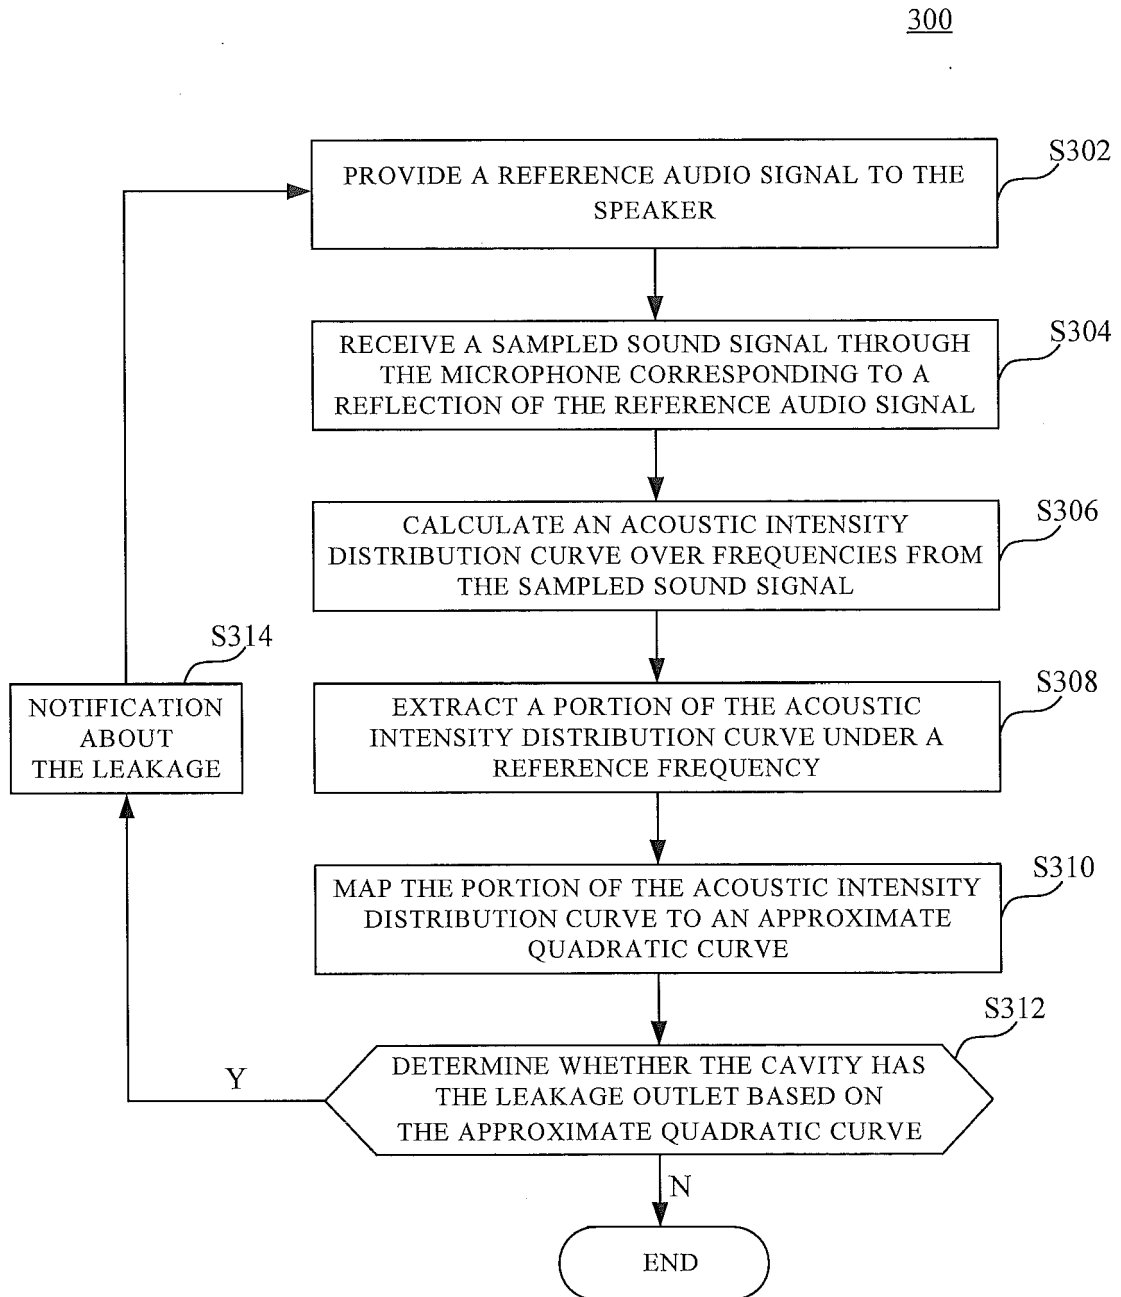 300
S302
PROVIDE A REFERENCE AUDIO SIGNAL TO THE
SPEAKER
S304
RECEIVE A SAMPLED SOUND SIGNAL THROUGH
THE MICROPHONE CORRESPONDING TO A
REFLECTION OF THE REFERENCE AUDIO SIGNAL
S306
CALCULATE AN ACOUSTIC INTENSITY
DISTRIBUTION CURVE OVER FREQUENCIES FROM
THE SAMPLED SOUND SIGNAL
S314
NOTIFICATION
ABOUT
THE LEAKAGE
S308
EXTRACT A PORTION OF THE ACOUSTIC
INTENSITY DISTRIBUTION CURVE UNDER A
REFERENCE FREQUENCY
S310
MAP THE PORTION OF THE ACOUSTIC INTENSITY
DISTRIBUTION CURVE TO AN APPROXIMATE
QUADRATIC CURVE
S312
DETERMINE WHETHER THE CAVITY HAS
THE LEAKAGE OUTLET BASED ON
THE APPROXIMATE QUADRATIC CURVE
Y
N
END